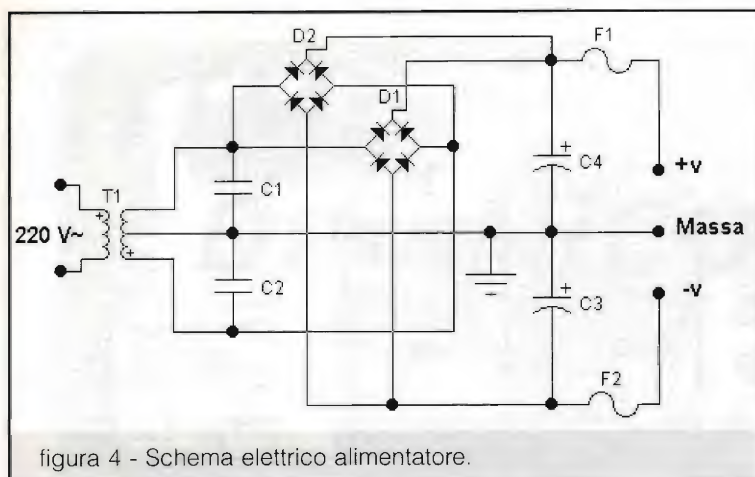 D2
F1
D1
C4
+v
T1
C1
220 V~
Massa
C2
C3
-v
F2
figura 4 - Schema elettrico alimentatore.